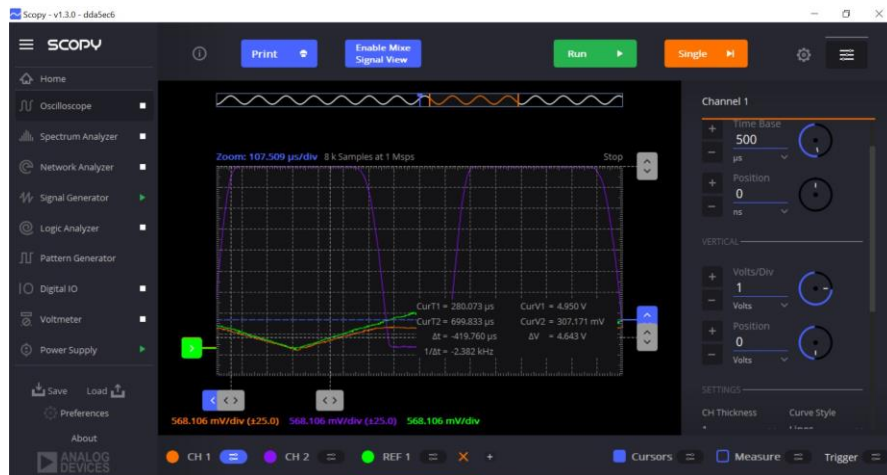 Scopy - v1.3.0 - dda5ec6
SCOPY
Print
Enable Mixe
Signal View
Run
Single
Home
Oscilloscope
Spectrum Analyzer
Network Analyzer
Signal Generator
Logic Analyzer
Pattern Generator
Digital IO
Voltmeter
Power Supply
Save Load
Preferences
About
ANALOG
DEVICES
Zoom: 107.509 µs/div 8 k Samples at 1 Msps Stop
CurT1 = 280.073 µs CurV1 = 4.950 V
CurT2 = 699.833 µs CurV2 = 307.171 mV
Δt = -419.760 µs ΔV = 4.643 V
1/Δt = -2.382 kHz
568.106 mV/div (±25.0) 568.106 mV/div (±25.0) 568.106 mV/div
CH 1 CH 2 REF 1 + Cursors Measure Trigger
Channel 1
Time Base
500
µs
Position
0
ns
VERTICAL
Volts/Div
1
Volts
Position
0
Volts
SETTINGS
CH Thickness Curve Style